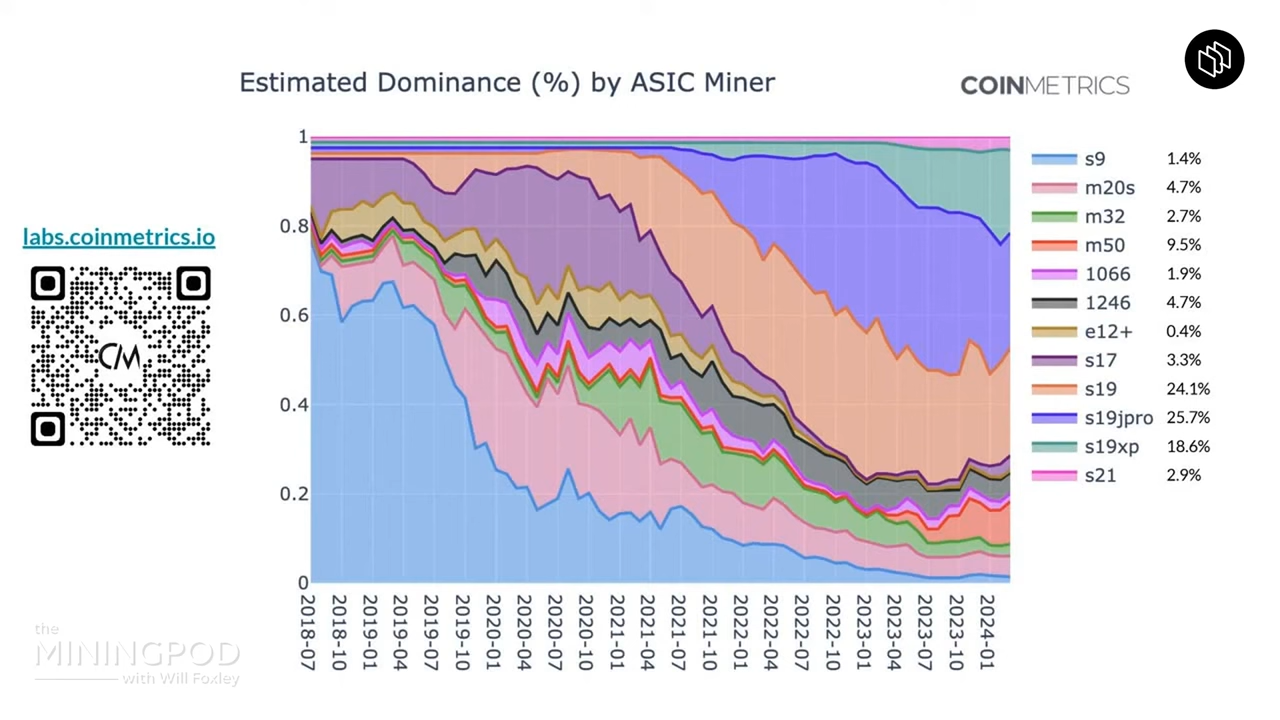 Estimated Dominance (%) by ASIC Miner
COINMETRICS
labs.coinmetrics.io
CM
1
0.8
0.6
0.4
0.2
0
2018-07
2018-10
2019-01
2019-04
2019-07
2019-10
2020-01
2020-04
2020-07
2020-10
2021-01
2021-04
2021-07
2021-10
2022-01
2022-04
2022-07
2022-10
2023-01
2023-04
2023-07
2023-10
2024-01
s9 1.4%
m20s 4.7%
m32 2.7%
m50 9.5%
1066 1.9%
1246 4.7%
e12+ 0.4%
s17 3.3%
s19 24.1%
s19jpro 25.7%
s19xp 18.6%
s21 2.9%
the
MININGPOD
with Will Foxley